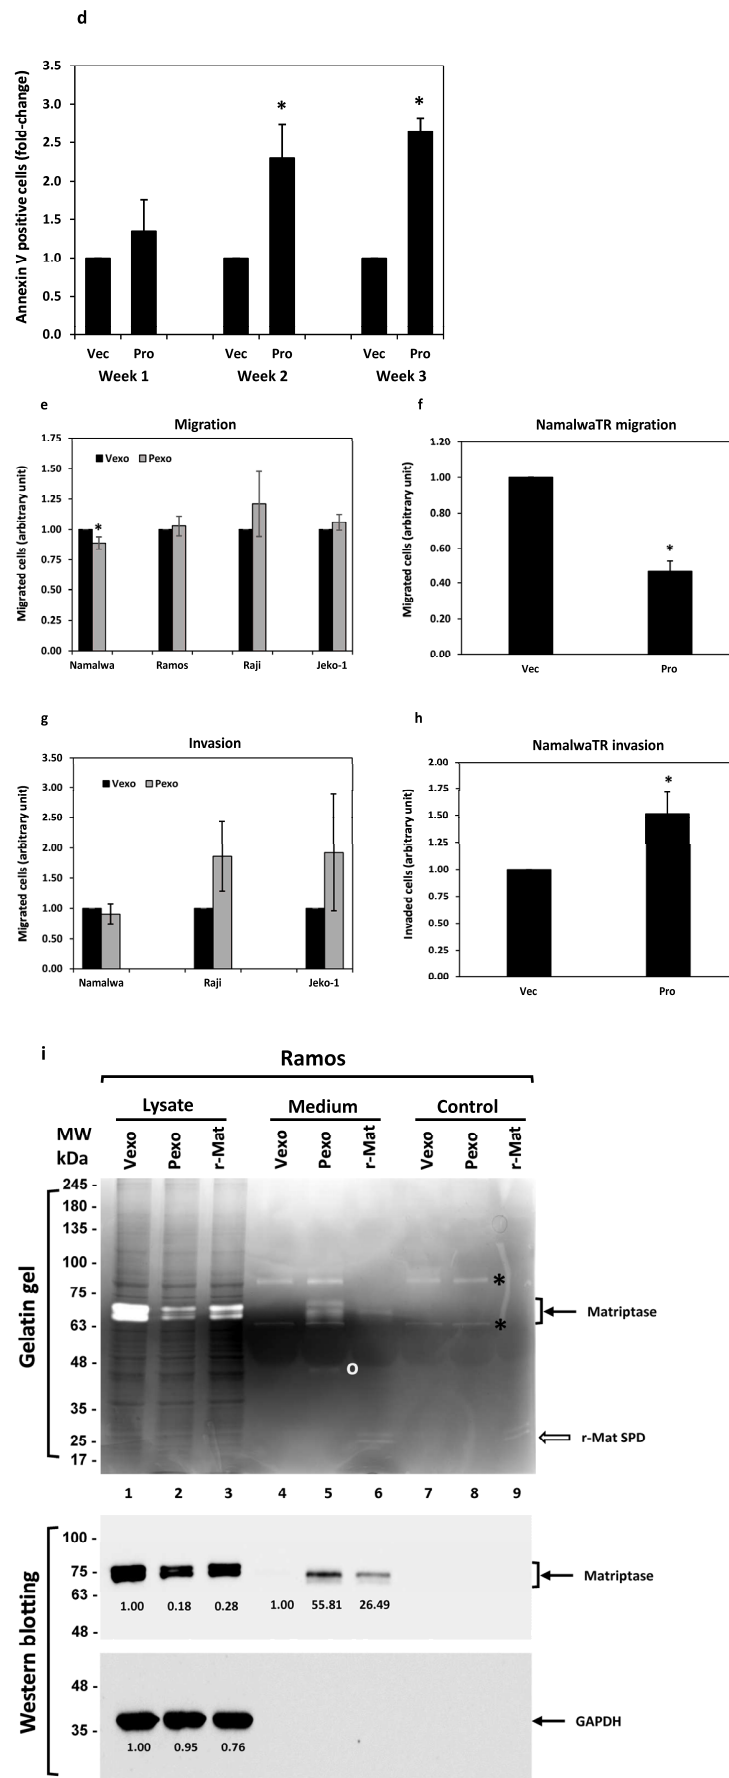 d
Annexin V positive cells (fold-change)
3.5
3.0
2.5
2.0
1.5
1.0
0.5
0.0
*
*
Vec Pro Vec Pro Vec Pro
Week 1 Week 2 Week 3
e
Migration
Migrated cells (arbitrary unit)
1.75
1.50
1.25
1.00
0.75
0.50
0.25
0.00
Vexo Pexo
*
Namalwa Ramos Raji Jeko-1
f
NamalwaTR migration
Migrated cells (arbitrary unit)
1.20
1.00
0.80
0.60
0.40
0.20
0.00
*
Vec Pro
g
Invasion
Migrated cells (arbitrary unit)
3.50
3.00
2.50
2.00
1.50
1.00
0.50
0.00
Vexo Pexo
Namalwa Raji Jeko-1
h
NamalwaTR invasion
Invaded cells (arbitrary unit)
2.00
1.75
1.50
1.25
1.00
0.75
0.50
0.25
0.00
*
Vec Pro
i
Ramos
Lysate Medium Control
MW
kDa
Vexo Pexo r-Mat Vexo Pexo r-Mat Vexo Pexo r-Mat
Gelatin gel
245 -
180 -
135 -
100 -
75 -
63 -
48 -
35 -
25 -
17 -
*
*
o
Matriptase
r-Mat SPD
1 2 3 4 5 6 7 8 9
Western blotting
100 -
75 -
63 -
48 -
1.00 0.18 0.28 1.00 55.81 26.49
Matriptase
48 -
35 -
1.00 0.95 0.76
GAPDH